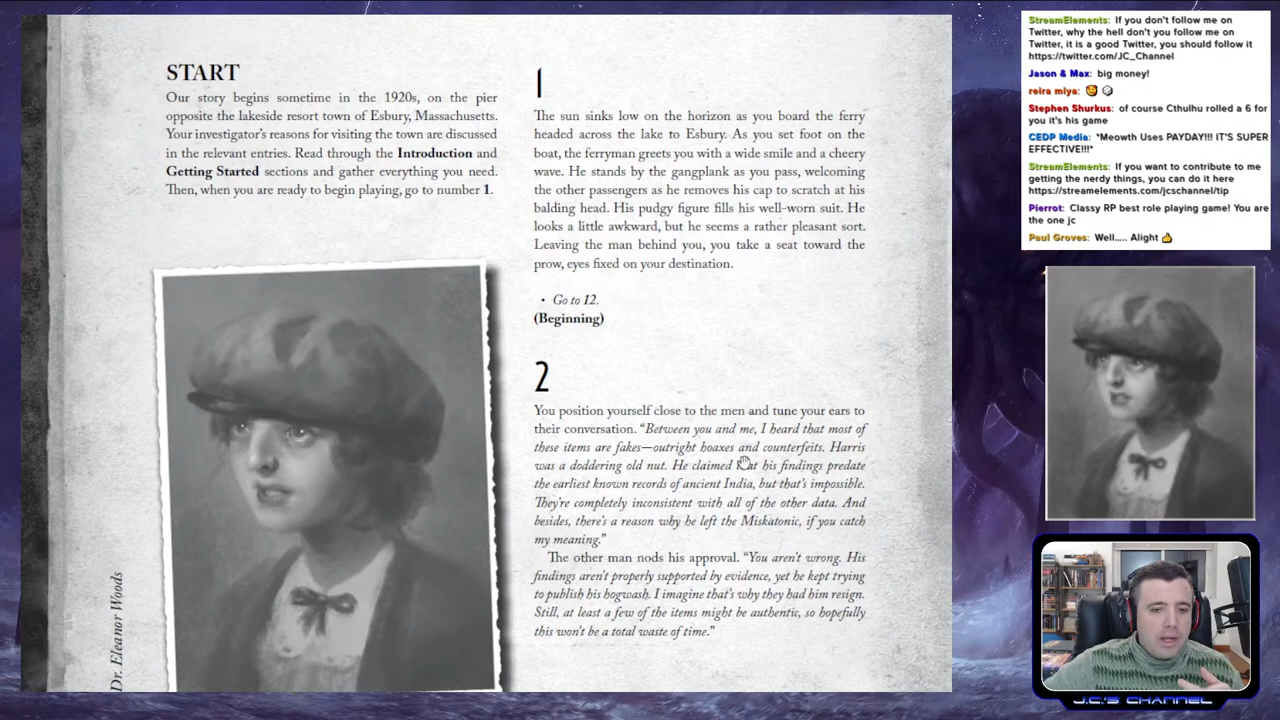 START
Our story begins sometime in the 1920s, on the pier
opposite the lakeside resort town of Esbury, Massachusetts.
Your investigator's reasons for visiting the town are discussed
in the relevant entries. Read through the Introduction and
Getting Started sections and gather everything you need.
Then, when you are ready to begin playing, go to number 1.
Dr. Eleanor Woods
1
The sun sinks low on the horizon as you board the ferry
headed across the lake to Esbury. As you set foot on the
boat, the ferryman greets you with a wide smile and a cheery
wave. He stands by the gangplank as you pass, welcoming
the other passengers as he removes his cap to scratch at his
balding head. His pudgy figure fills his well-worn suit. He
looks a little awkward, but he seems a rather pleasant sort.
Leaving the man behind you, you take a seat toward the
prow, eyes fixed on your destination.
• Go to 12.
(Beginning)
2
You position yourself close to the men and tune your ears to
their conversation. “Between you and me, I heard that most of
these items are fakes—outright hoaxes and counterfeits. Harris
was a doddering old nut. He claimed that his findings predate
the earliest known records of ancient India, but that's impossible.
They're completely inconsistent with all of the other data. And
besides, there's a reason why he left the Miskatonic, if you catch
my meaning.”
The other man nods his approval. “You aren't wrong. His
findings aren't properly supported by evidence, yet he kept trying
to publish his hogwash. I imagine that's why they had him resign.
Still, at least a few of the items might be authentic, so hopefully
this won't be a total waste of time.”
StreamElements: If you don't follow me on
Twitter, why the hell don't you follow me on
Twitter, it is a good Twitter, you should follow it
https://twitter.com/JC_Channel
Jason & Max: big money!
reira miya: 🥰 🎲
Stephen Shurkus: of course Cthulhu rolled a 6 for
you it's his game
CEDP Media: *Meowth Uses PAYDAY!!! IT'S SUPER
EFFECTIVE!!!*
StreamElements: If you want to contribute to me
getting the nerdy things, you can do it here
https://streamelements.com/jcschannel/tip
Pierrot: Classy RP best role playing game! You are
the one jc
Paul Groves: Well..... Alright 👍
J.C.'S CHANNEL